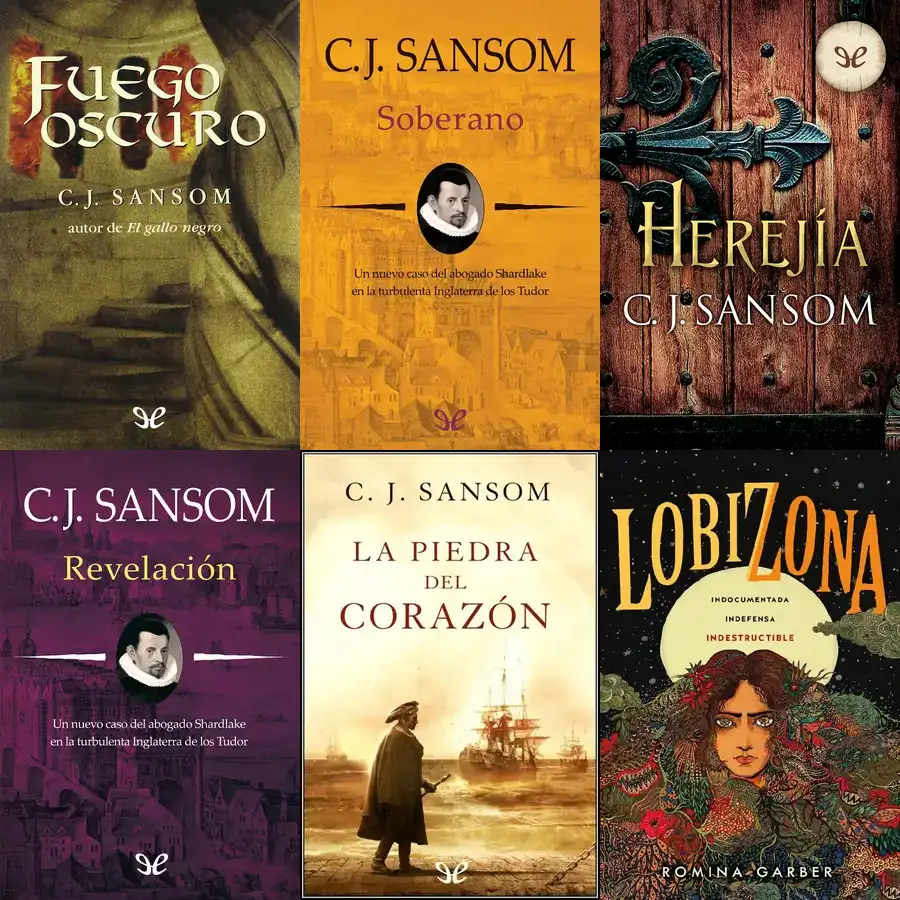 FUEGO
OSCURO
C. J. SANSOM
autor de El gallo negro
C.J. SANSOM
Soberano
Un nuevo caso del abogado Shardlake
en la turbulenta Inglaterra de los Tudor
HEREJÍA
C. J. SANSOM
C.J. SANSOM
Revelación
Un nuevo caso del abogado Shardlake
en la turbulenta Inglaterra de los Tudor
C. J. SANSOM
LA PIEDRA
DEL
CORAZÓN
LOBIZONA
INDOCUMENTADA
INDEFENSA
INDESTRUCTIBLE
ROMINA GARBER